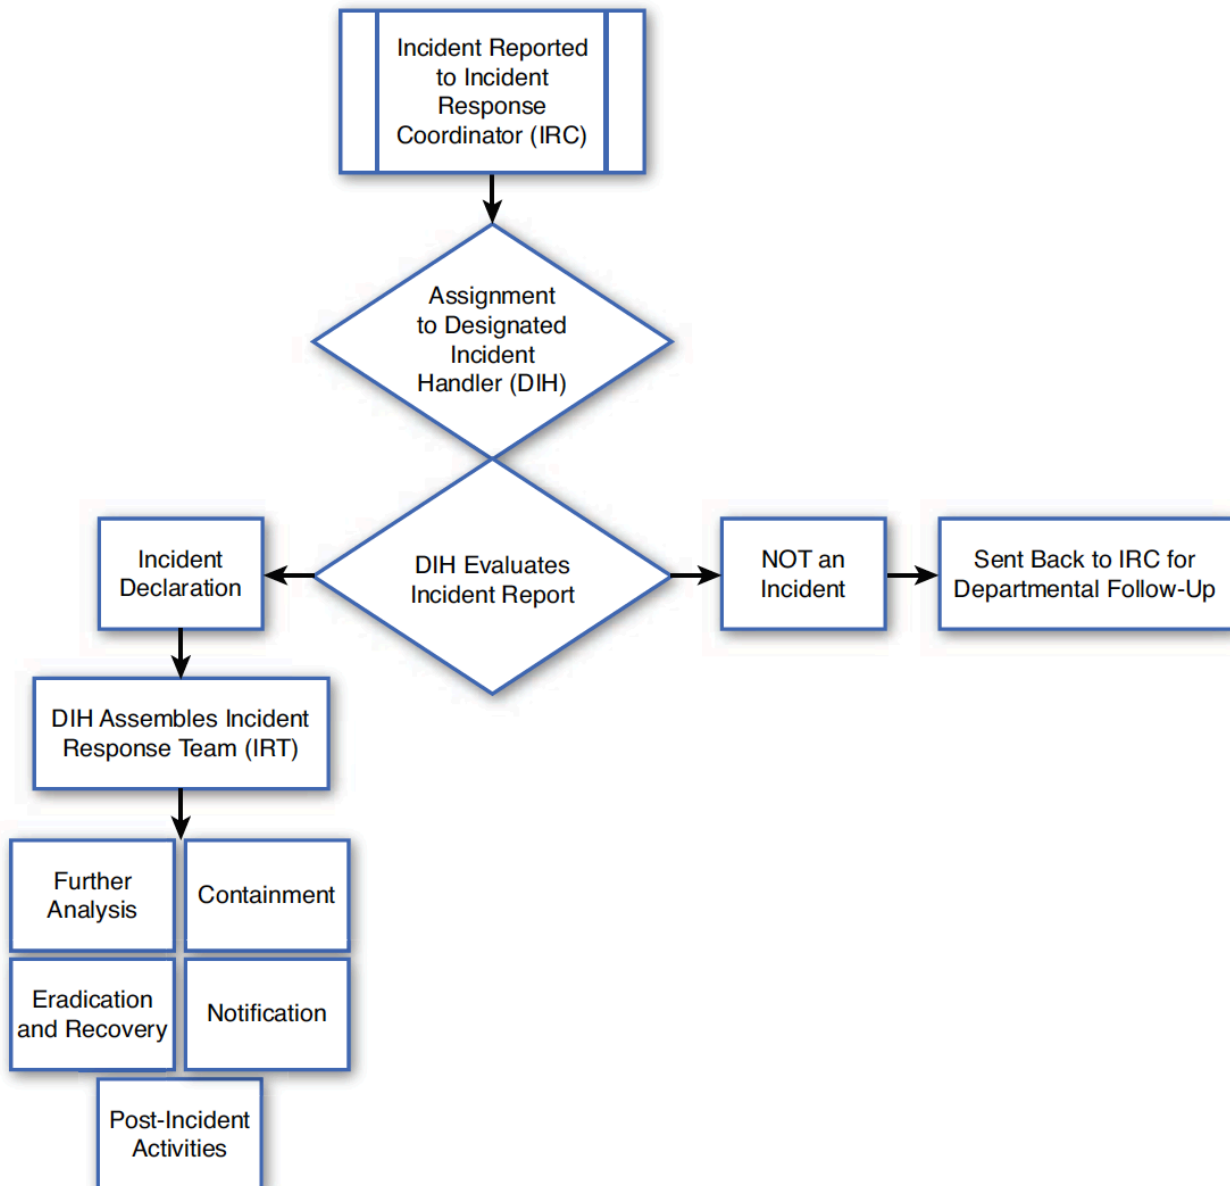 Incident Reported
to Incident
Response
Coordinator (IRC)
Assignment
to Designated
Incident
Handler (DIH)
DIH Evaluates
Incident Report
Incident
Declaration
NOT an
Incident
Sent Back to IRC for
Departmental Follow-Up
DIH Assembles Incident
Response Team (IRT)
Further
Analysis
Containment
Eradication
and Recovery
Notification
Post-Incident
Activities